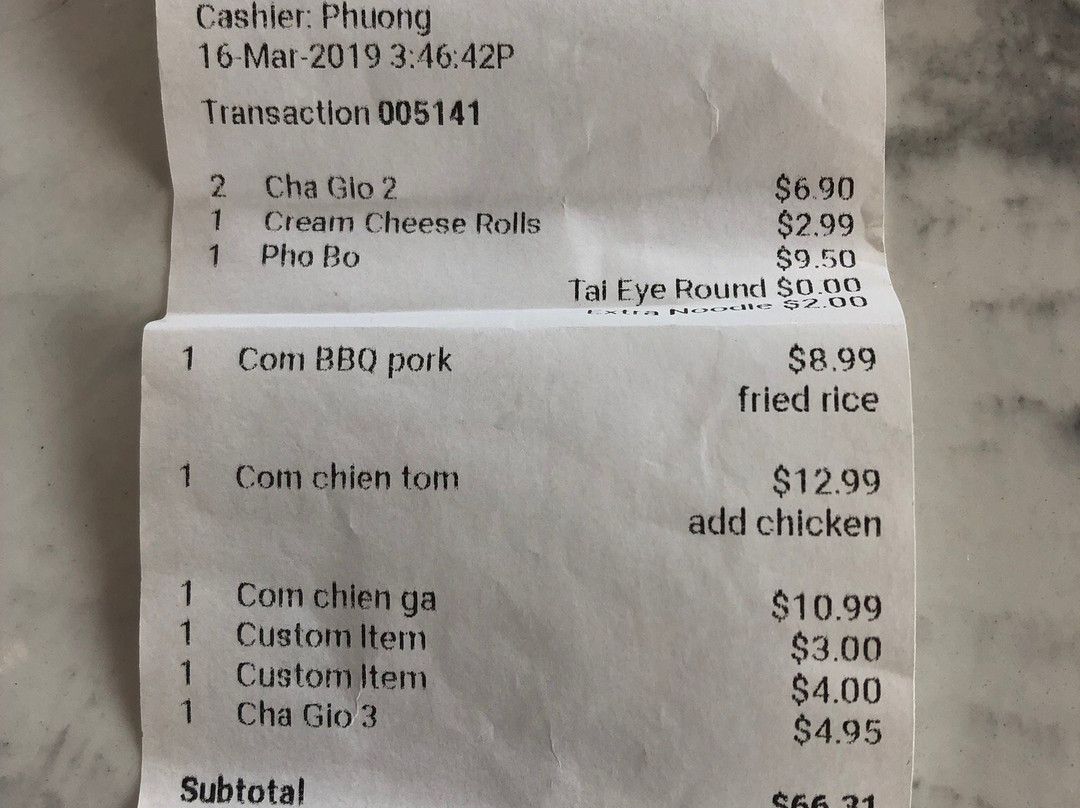 Cashier: Phuong
16-Mar-2019 3:46:42P
Transaction 005141
2 Cha Gio 2 $6.90
1 Cream Cheese Rolls $2.99
1 Pho Bo $9.50
Tai Eye Round $0.00
Extra Noodle $2.00
1 Com BBQ pork $8.99
fried rice
1 Com chien tom $12.99
add chicken
1 Com chien ga $10.99
1 Custom Item $3.00
1 Custom Item $4.00
1 Cha Gio 3 $4.95
Subtotal $66.31